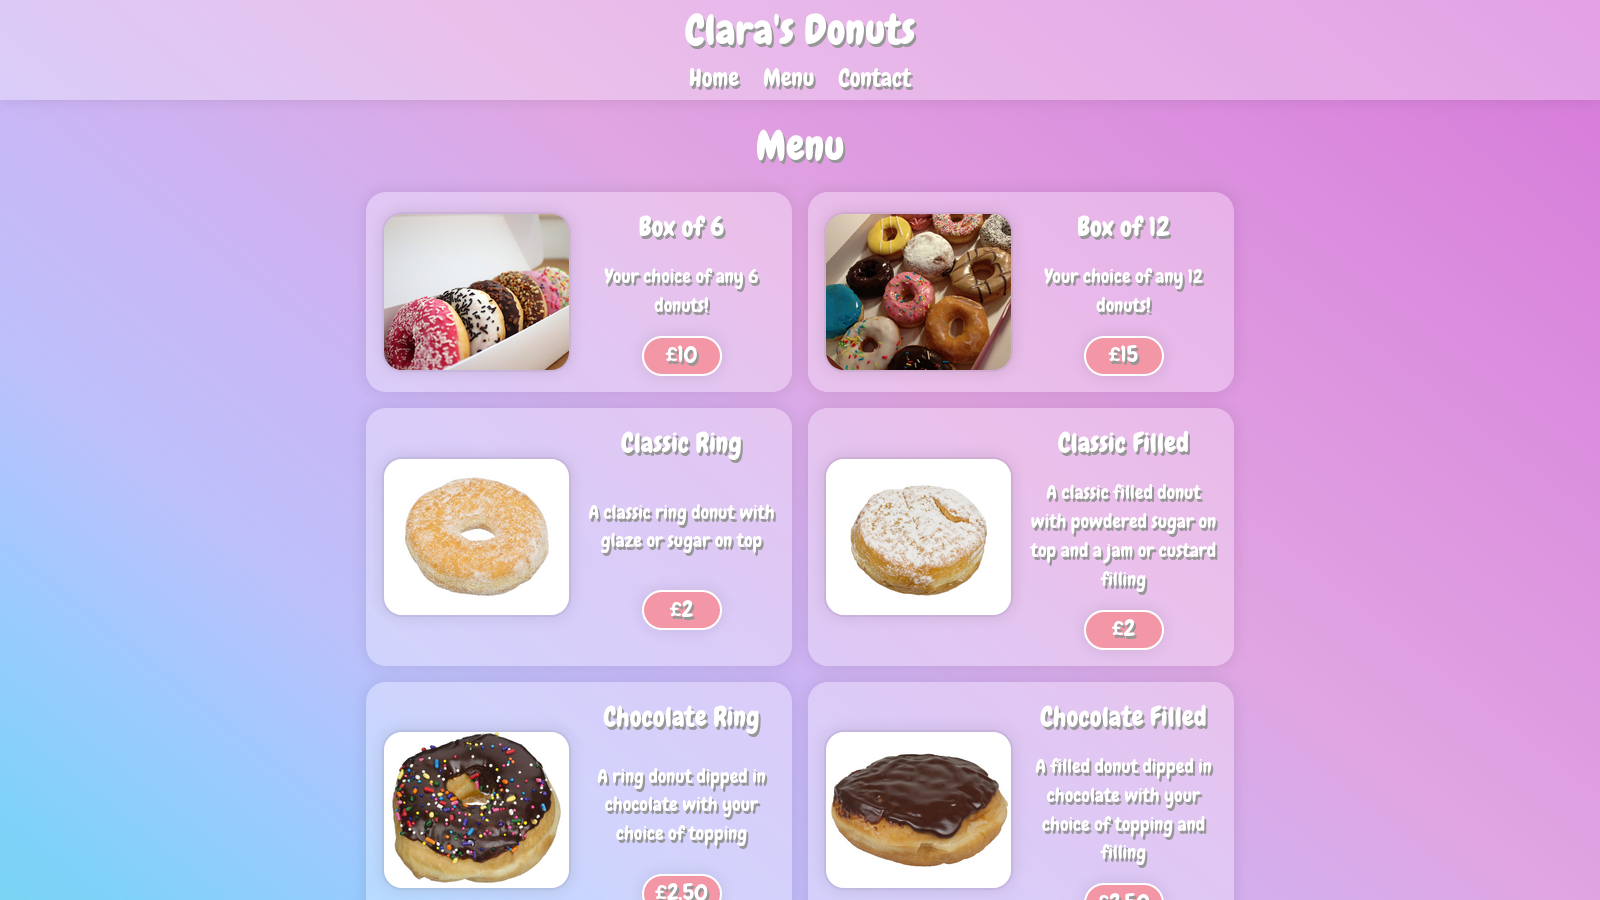 Clara's Donuts
Home Menu Contact
Menu
Box of 6
Your choice of any 6
donuts!
£10
Box of 12
Your choice of any 12
donuts!
£15
Classic Ring
A classic ring donut with
glaze or sugar on top
£2
Classic Filled
A classic filled donut
with powdered sugar on
top and a jam or custard
filling
£2
Chocolate Ring
A ring donut dipped in
chocolate with your
choice of topping
£2.50
Chocolate Filled
A filled donut dipped in
chocolate with your
choice of topping and
filling
£2.50